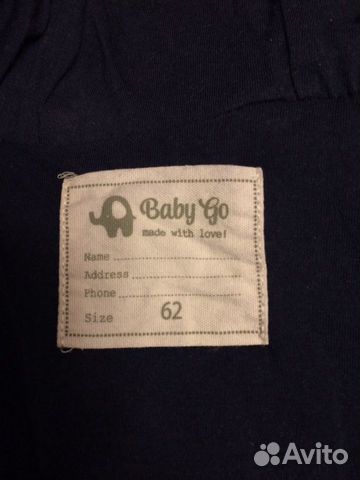 Baby Go
made with love!
Name
Address
Phone
Size 62
Avito